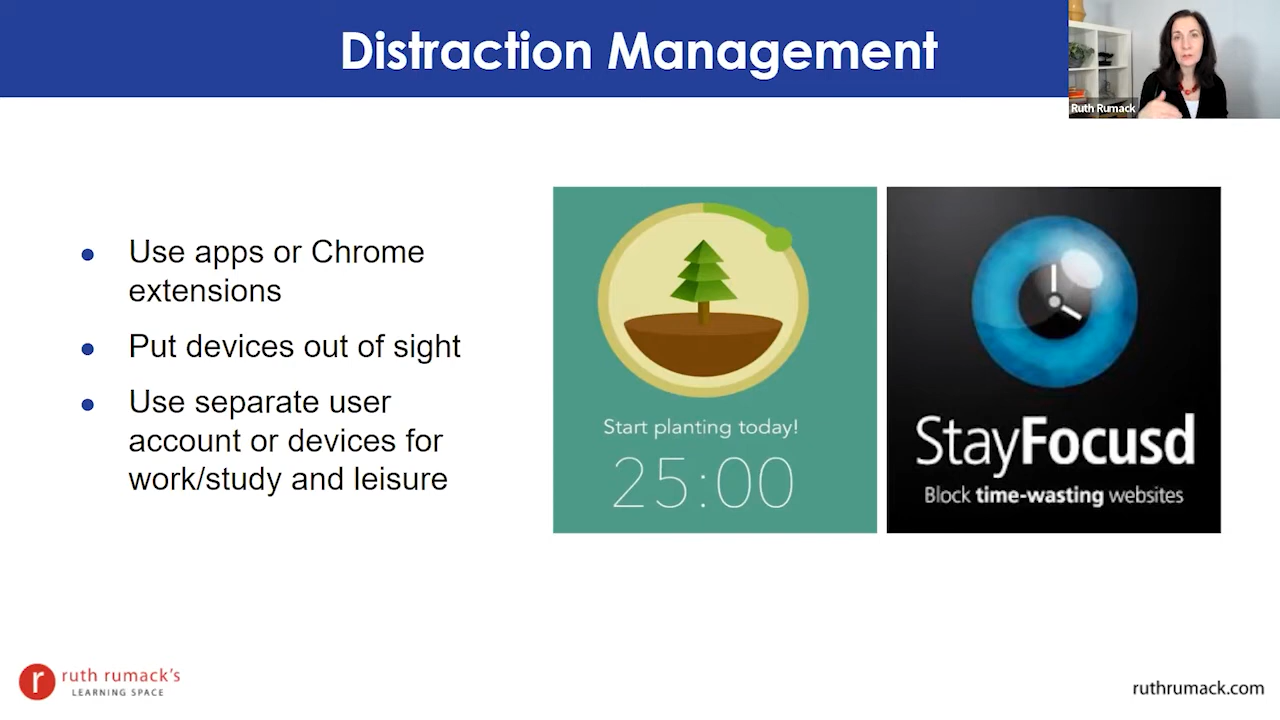 Distraction Management
Ruth Rumack
Use apps or Chrome
extensions
Put devices out of sight
Use separate user
account or devices for
work/study and leisure
Start planting today!
25:00
StayFocusd
Block time-wasting websites
r
ruth rumack's
LEARNING SPACE
ruthrumack.com